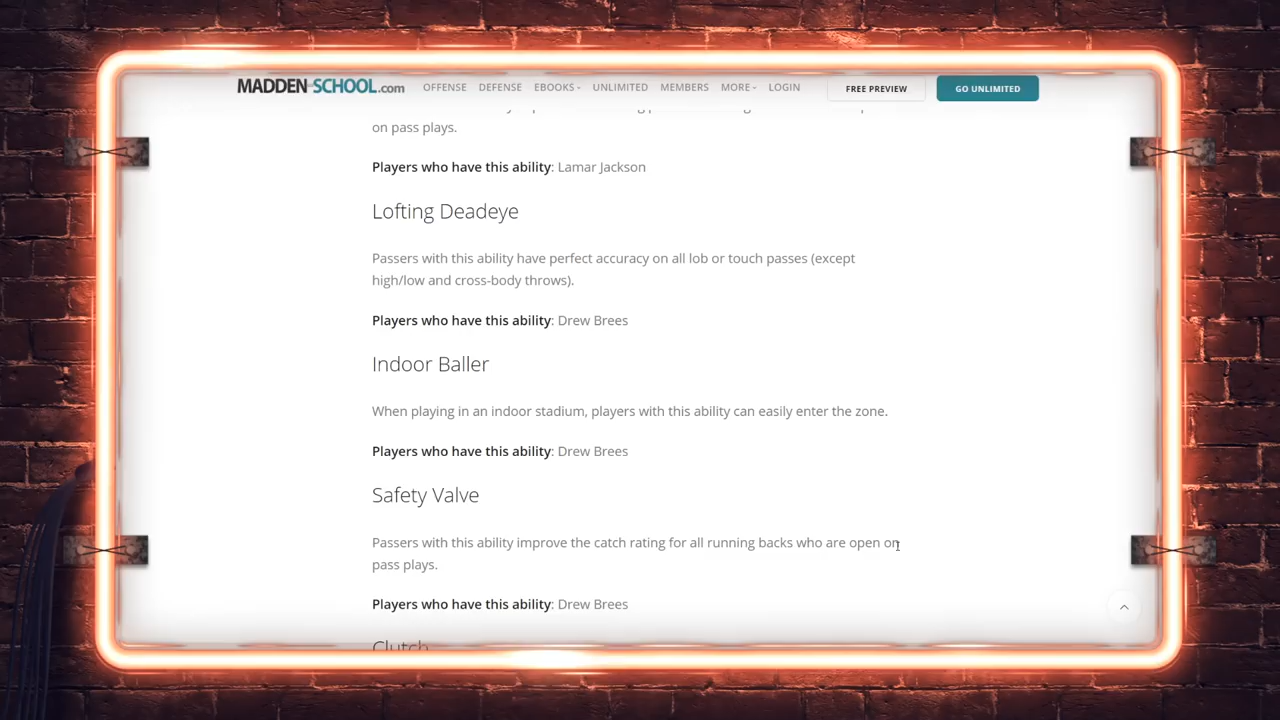 MADDEN-SCHOOL.com OFFENSE DEFENSE EBOOKS UNLIMITED MEMBERS MORE LOGIN FREE PREVIEW GO UNLIMITED
on pass plays.
Players who have this ability: Lamar Jackson
Lofting Deadeye
Passers with this ability have perfect accuracy on all lob or touch passes (except
high/low and cross-body throws).
Players who have this ability: Drew Brees
Indoor Baller
When playing in an indoor stadium, players with this ability can easily enter the zone.
Players who have this ability: Drew Brees
Safety Valve
Passers with this ability improve the catch rating for all running backs who are open on
pass plays.
Players who have this ability: Drew Brees
Clutch